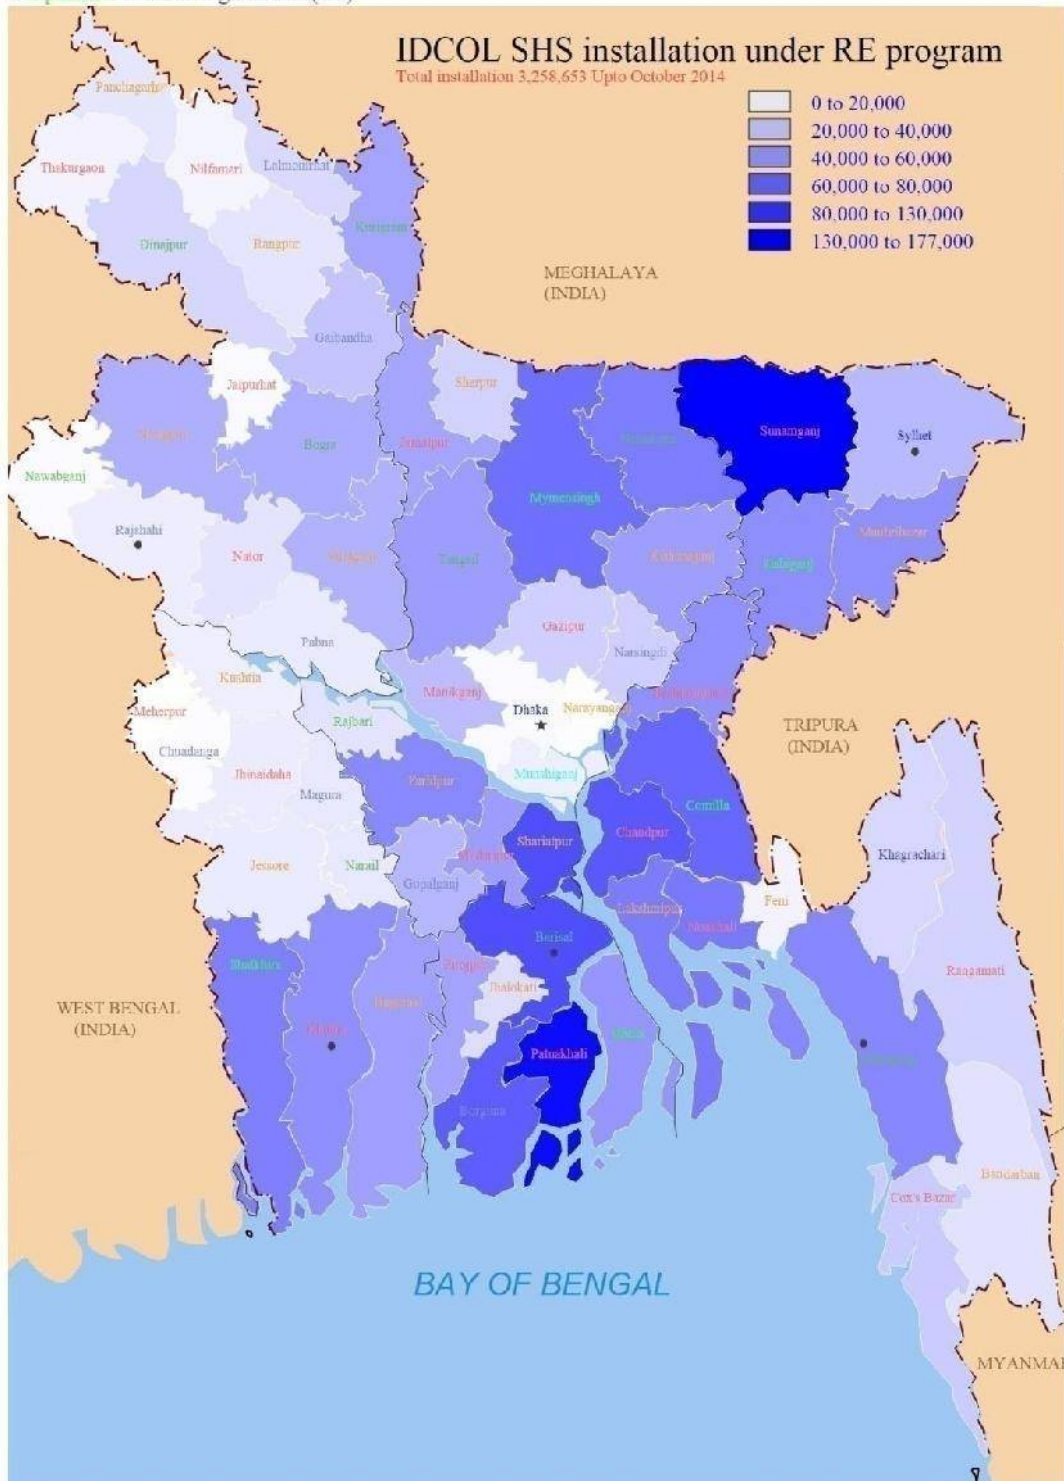 IDCOL SHS installation under RE program
Total installation 3,258,653 Upto October 2014
0 to 20,000
20,000 to 40,000
40,000 to 60,000
60,000 to 80,000
80,000 to 130,000
130,000 to 177,000
Panchagarh
Thakurgaon
Nilfamari
Lalmonirhat
Dinajpur
Rangpur
Kurigram
MEGHALAYA
(INDIA)
Gaibandha
Jaipurhat
Sherpur
Bogra
Jamalpur
Sunamganj
Sylhet
Nawabganj
Mymensingh
Rajshahi
Nator
Tangail
Gazipur
Pabna
Narsingdi
Kushtia
Manikganj
Meherpur
Dhaka
Narayanganj
Rajbari
TRIPURA
(INDIA)
Chuadanga
Jhinaidaha
Munshiganj
Magura
Faridpur
Comilla
Shariatpur
Chandpur
Khagrachari
Jessore
Narail
Gopalganj
Feni
Lakshmipur
Noakhali
Barisal
Rangamati
Jhalokati
WEST BENGAL
(INDIA)
Patuakhali
Borguna
Bandarban
Cox's Bazar
BAY OF BENGAL